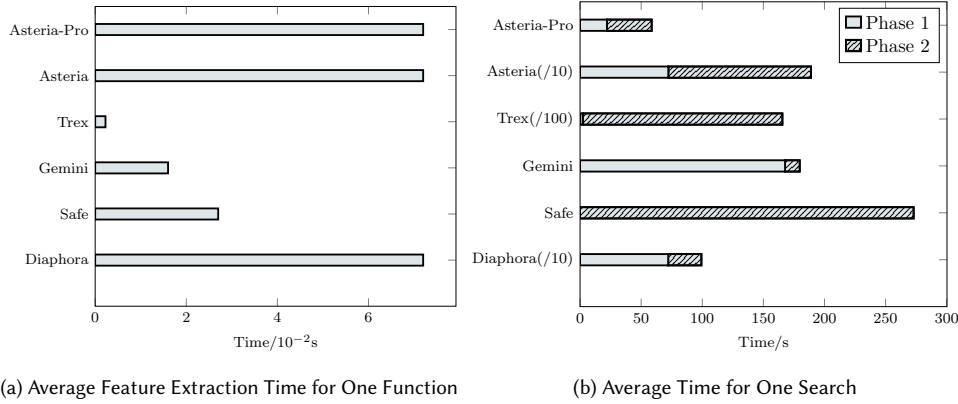 Asteria-Pro
Asteria
Trex
Gemini
Safe
Diaphora
0 2 4 6
Time/10⁻²s
(a) Average Feature Extraction Time for One Function
Phase 1
Phase 2
Asteria-Pro
Asteria(/10)
Trex(/100)
Gemini
Safe
Diaphora(/10)
0 50 100 150 200 250 300
Time/s
(b) Average Time for One Search